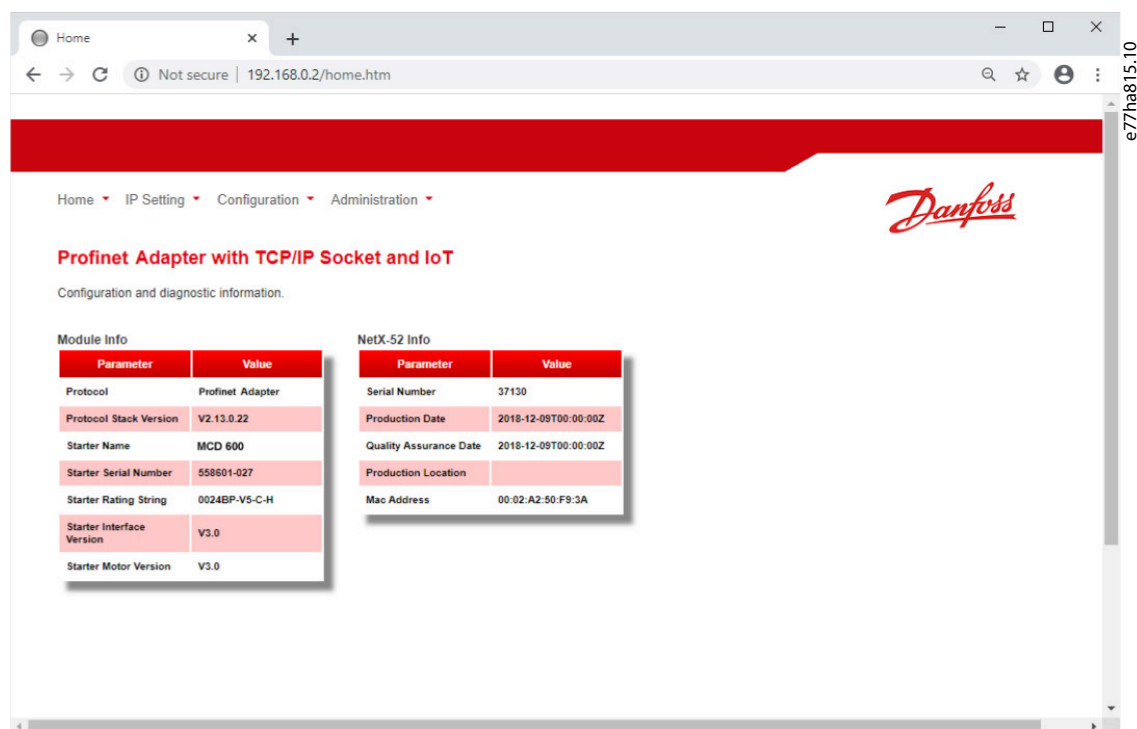 Home
Not secure | 192.168.0.2/home.htm
e77ha815.10
Home IP Setting Configuration Administration
Danfoss
Profinet Adapter with TCP/IP Socket and IoT
Configuration and diagnostic information.
Module Info
Parameter Value
Protocol Profinet Adapter
Protocol Stack Version V2.13.0.22
Starter Name MCD 600
Starter Serial Number 558601-027
Starter Rating String 0024BP-V5-C-H
Starter Interface
Version V3.0
Starter Motor Version V3.0
NetX-52 Info
Parameter Value
Serial Number 37130
Production Date 2018-12-09T00:00:00Z
Quality Assurance Date 2018-12-09T00:00:00Z
Production Location
Mac Address 00:02:A2:50:F9:3A